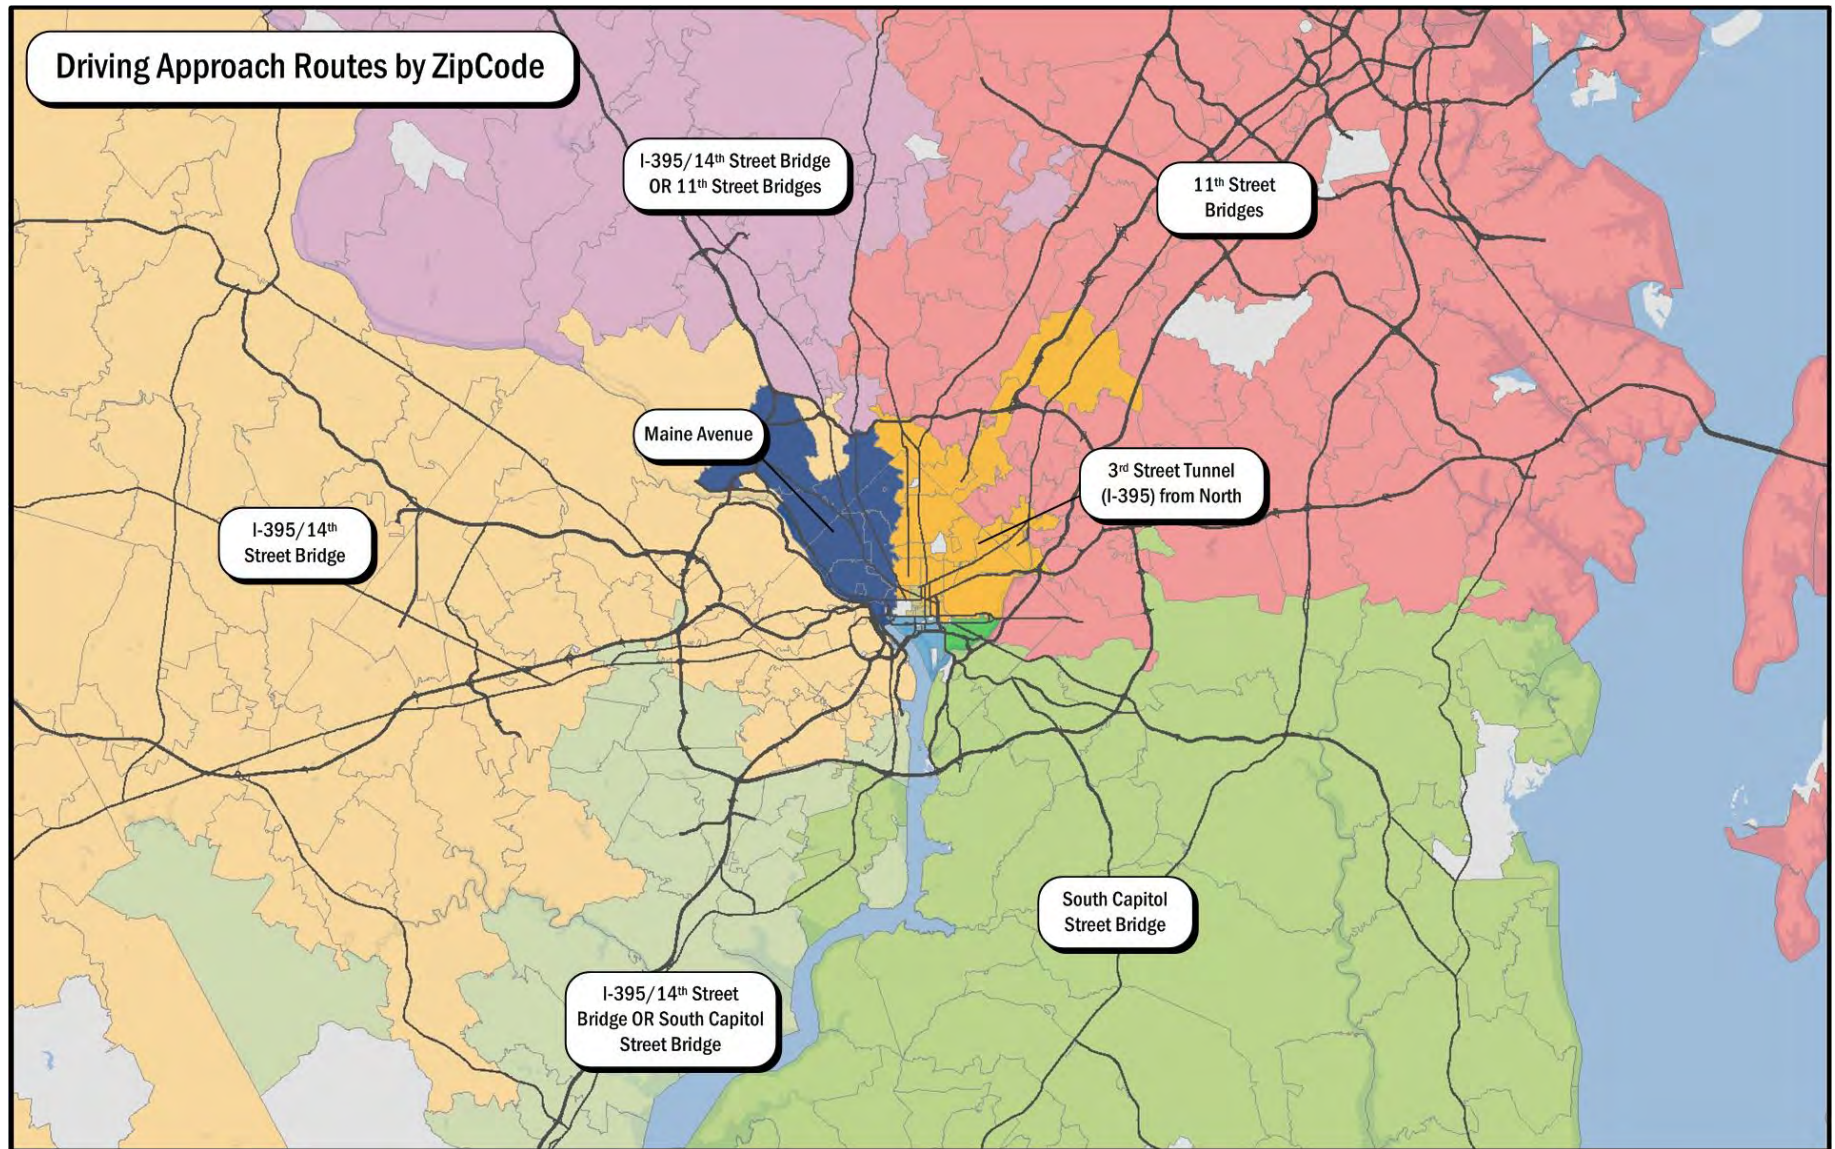 Driving Approach Routes by ZipCode
I-395/14th Street Bridge
OR 11th Street Bridges
11th Street
Bridges
Maine Avenue
3rd Street Tunnel
(I-395) from North
I-395/14th
Street Bridge
South Capitol
Street Bridge
I-395/14th Street
Bridge OR South Capitol
Street Bridge